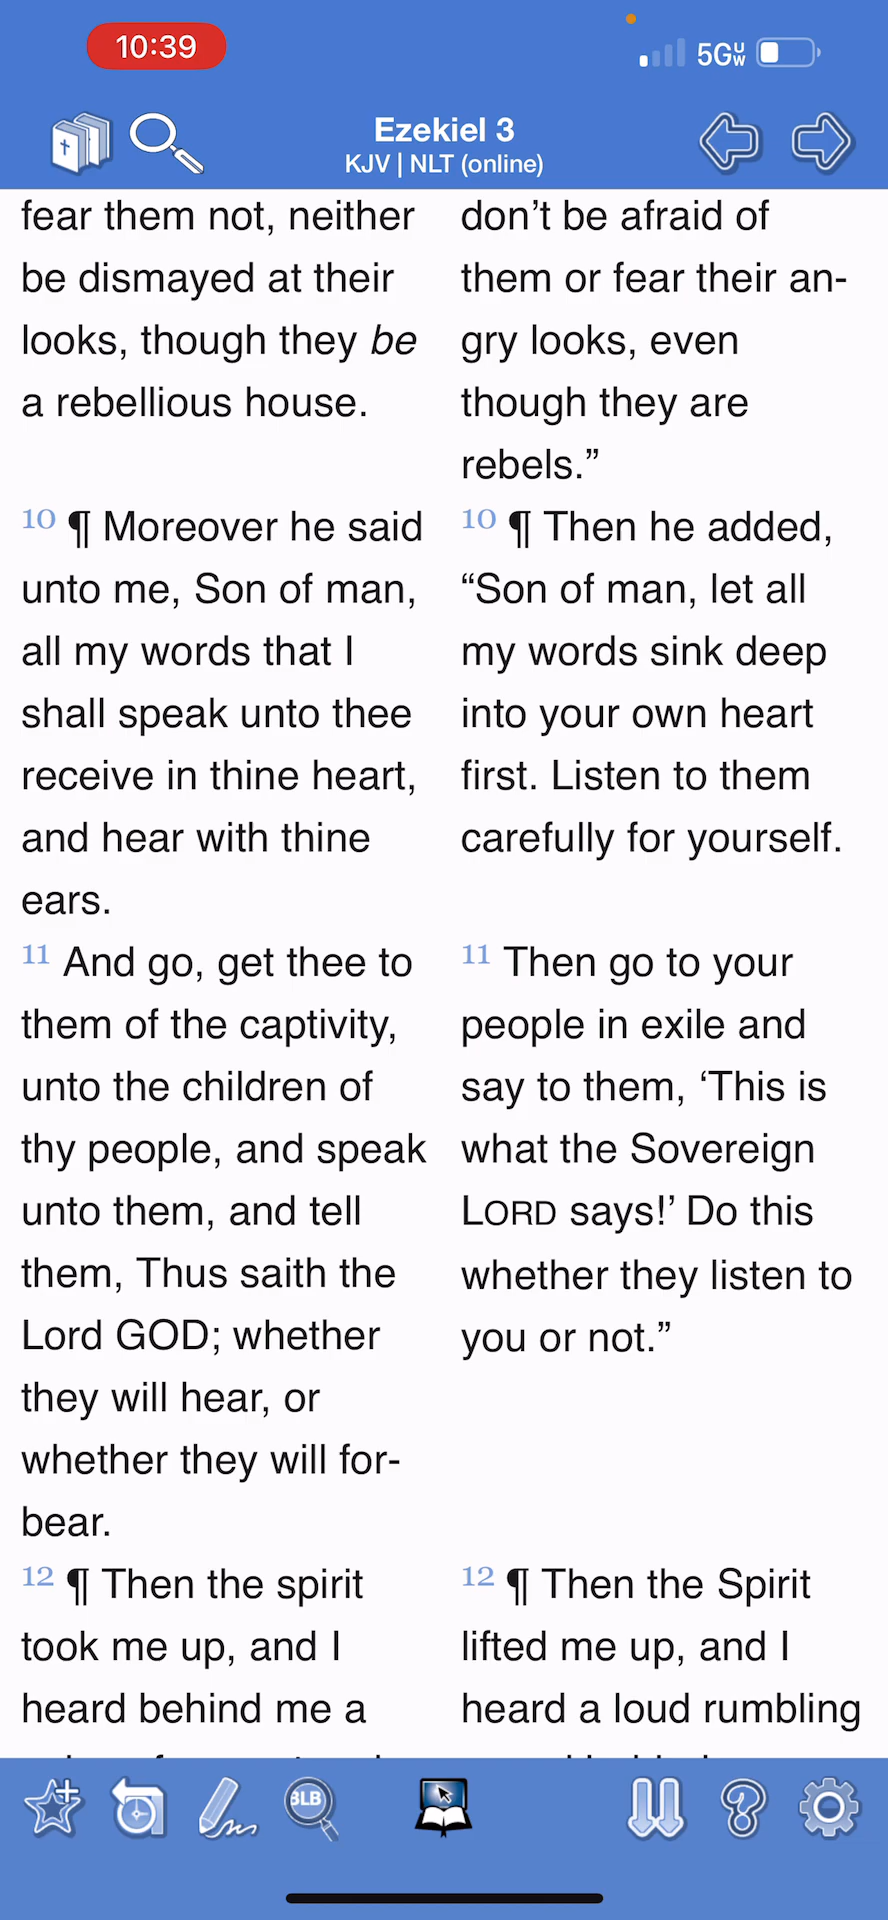 10:39
5GUW
Ezekiel 3
KJV | NLT (online)
fear them not, neither
be dismayed at their
looks, though they be
a rebellious house.
10 ¶ Moreover he said
unto me, Son of man,
all my words that I
shall speak unto thee
receive in thine heart,
and hear with thine
ears.
11 And go, get thee to
them of the captivity,
unto the children of
thy people, and speak
unto them, and tell
them, Thus saith the
Lord GOD; whether
they will hear, or
whether they will for-
bear.
12 ¶ Then the spirit
took me up, and I
heard behind me a
don’t be afraid of
them or fear their an-
gry looks, even
though they are
rebels.”
10 ¶ Then he added,
“Son of man, let all
my words sink deep
into your own heart
first. Listen to them
carefully for yourself.
11 Then go to your
people in exile and
say to them, ‘This is
what the Sovereign
LORD says!’ Do this
whether they listen to
you or not.”
12 ¶ Then the Spirit
lifted me up, and I
heard a loud rumbling
BLB